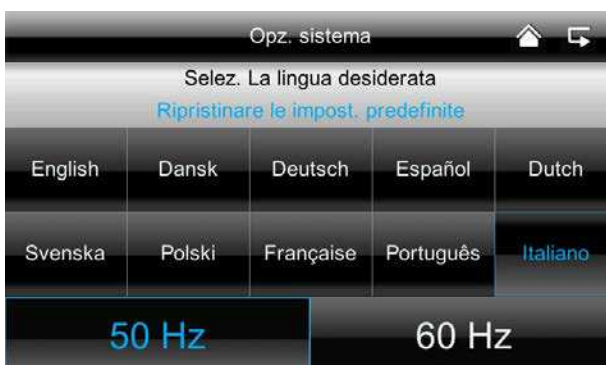 Opz. sistema
Selez. La lingua desiderata
Ripristinare le impost. predefinite
English Dansk Deutsch Español Dutch
Svenska Polski Française Português Italiano
50 Hz 60 Hz